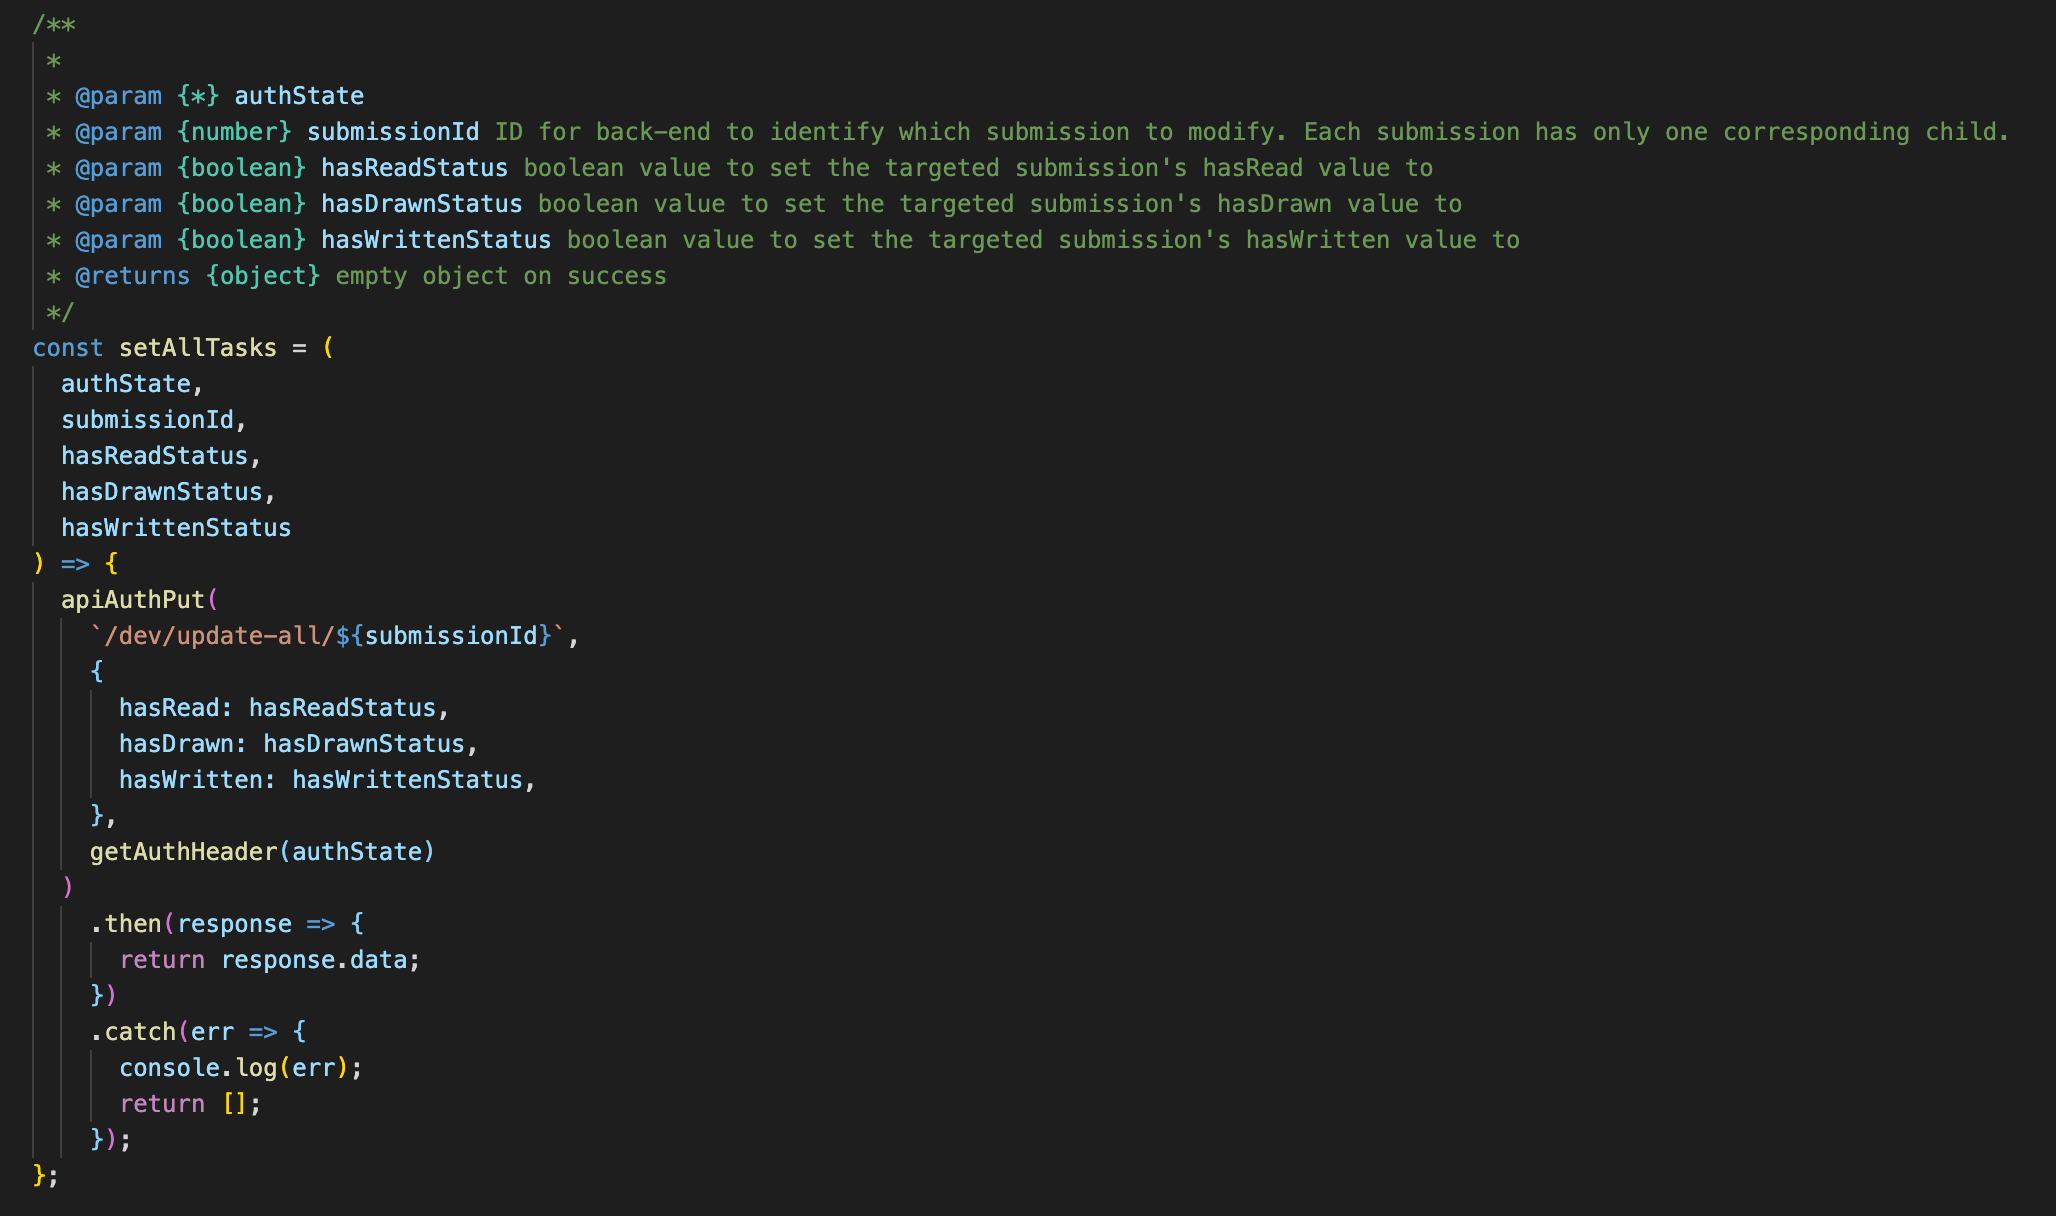 /**
 *
 * @param {*} authState
 * @param {number} submissionId ID for back-end to identify which submission to modify. Each submission has only one corresponding child.
 * @param {boolean} hasReadStatus boolean value to set the targeted submission's hasRead value to
 * @param {boolean} hasDrawnStatus boolean value to set the targeted submission's hasDrawn value to
 * @param {boolean} hasWrittenStatus boolean value to set the targeted submission's hasWritten value to
 * @returns {object} empty object on success
 */
const setAllTasks = (
  authState,
  submissionId,
  hasReadStatus,
  hasDrawnStatus,
  hasWrittenStatus
) => {
  apiAuthPut(
    `/dev/update-all/${submissionId}`,
    {
      hasRead: hasReadStatus,
      hasDrawn: hasDrawnStatus,
      hasWritten: hasWrittenStatus,
    },
    getAuthHeader(authState)
  )
    .then(response => {
      return response.data;
    })
    .catch(err => {
      console.log(err);
      return [];
    });
};